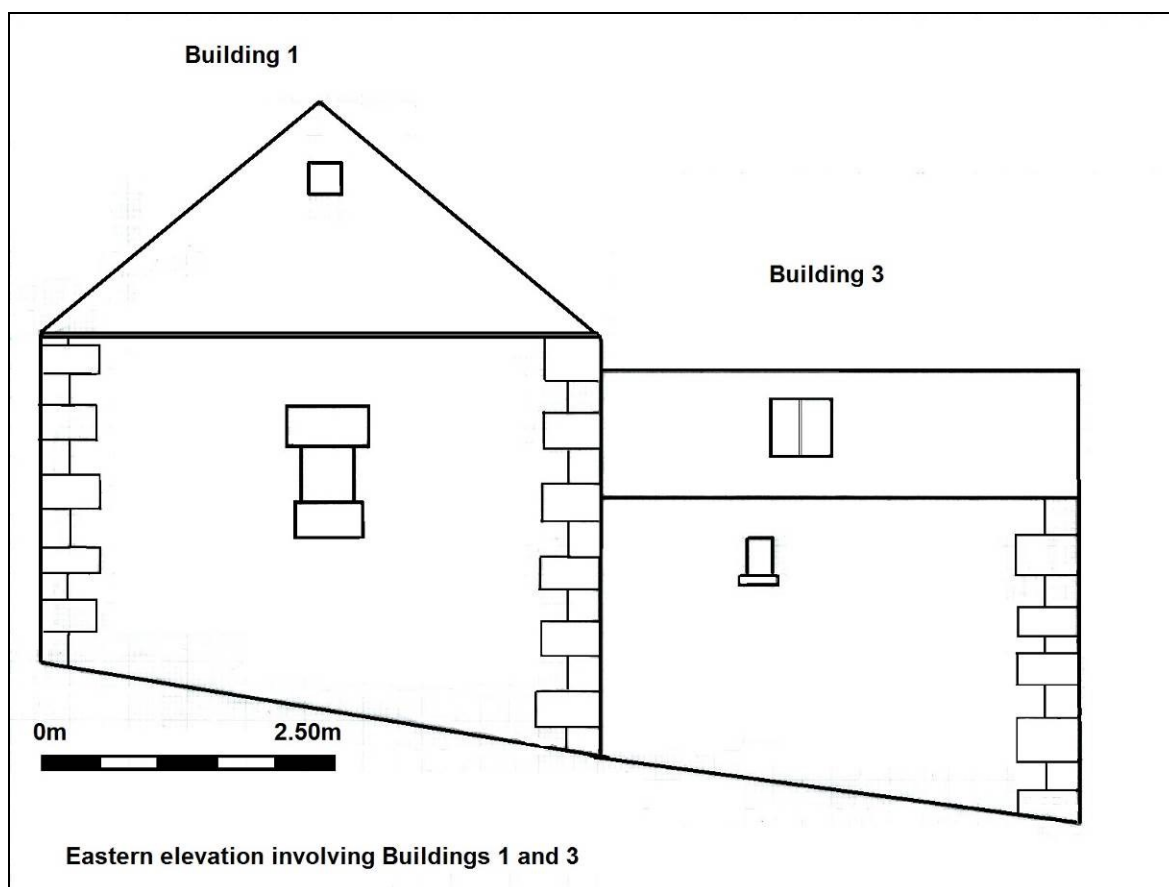 Building 1
Building 3
0m 2.50m
Eastern elevation involving Buildings 1 and 3